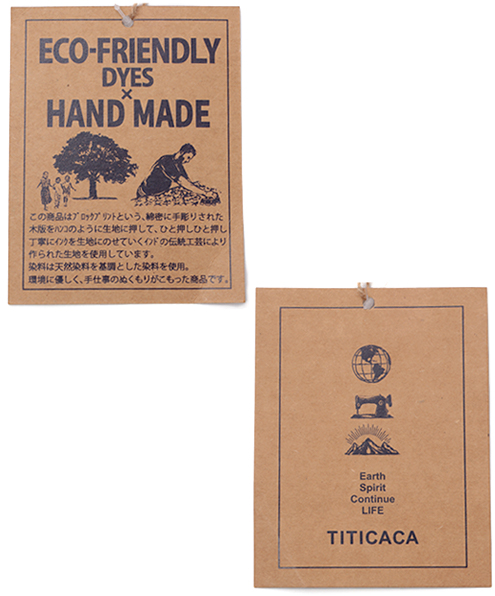 ECO-FRIENDLY
DYES
×
HAND MADE
この商品はﾌﾞﾛｯｸﾌﾟﾘﾝﾄという、綿密に手彫りされた
木版をﾊﾝｺのように生地に押して、ひと押しひと押し
丁寧にｲﾝｸを生地にのせていくｲﾝﾄﾞの伝統工芸により
作られた生地を使用しています。
染料は天然染料を基調とした染料を使用。
環境に優しく、手仕事のぬくもりがこもった商品です。
Earth
Spirit
Continue
LIFE
TITICACA